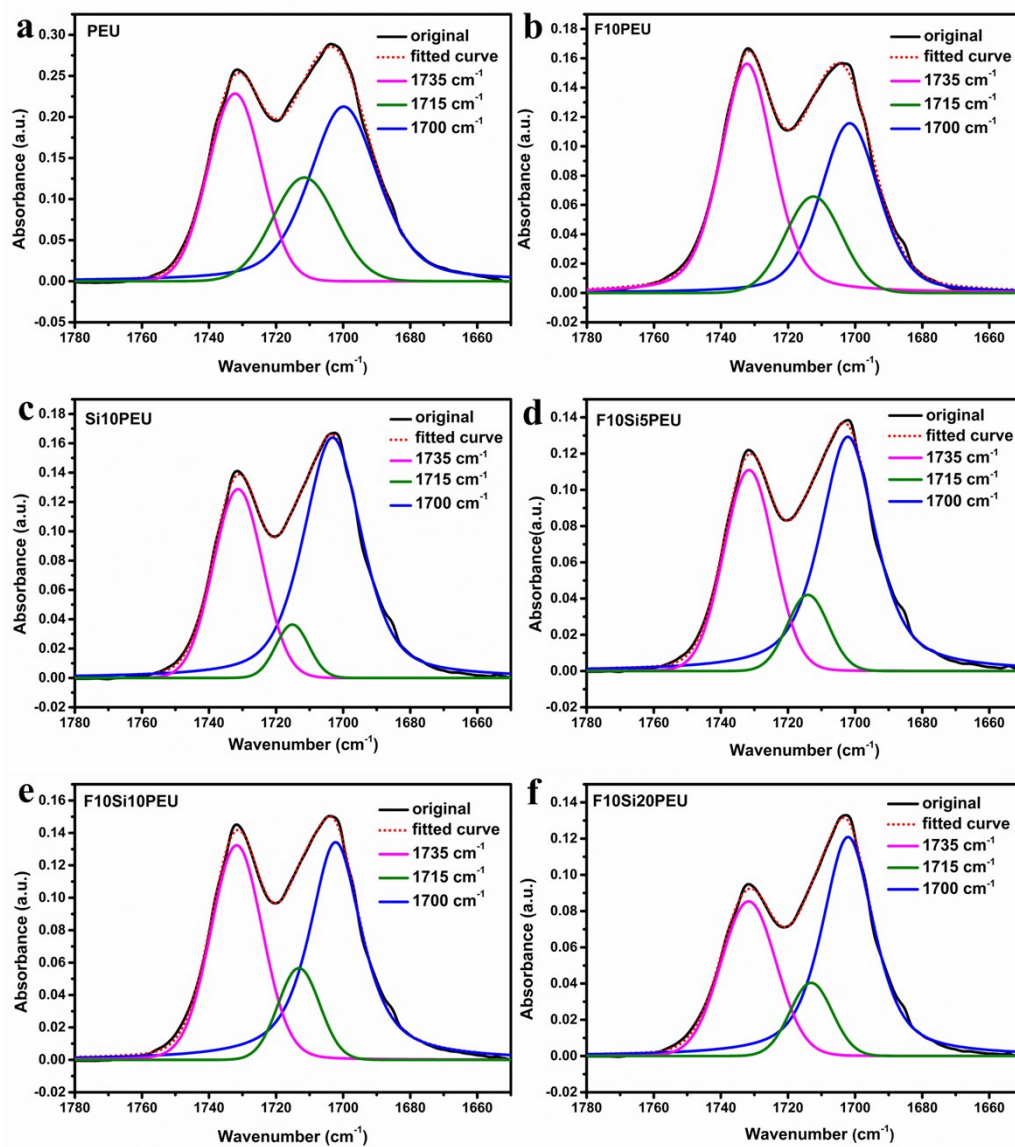 a
PEU
original
fitted curve
1735 cm⁻¹
1715 cm⁻¹
1700 cm⁻¹
0.30
0.25
0.20
0.15
0.10
0.05
0.00
-0.05
Absorbance (a.u.)
1780 1760 1740 1720 1700 1680 1660
Wavenumber (cm⁻¹)
b
F10PEU
original
fitted curve
1735 cm⁻¹
1715 cm⁻¹
1700 cm⁻¹
0.18
0.16
0.14
0.12
0.10
0.08
0.06
0.04
0.02
0.00
-0.02
Absorbance (a.u.)
1780 1760 1740 1720 1700 1680 1660
Wavenumber (cm⁻¹)
c
Si10PEU
original
fitted curve
1735 cm⁻¹
1715 cm⁻¹
1700 cm⁻¹
0.18
0.16
0.14
0.12
0.10
0.08
0.06
0.04
0.02
0.00
-0.02
Absorbance (a.u.)
1780 1760 1740 1720 1700 1680 1660
Wavenumber (cm⁻¹)
d
F10Si5PEU
original
fitted curve
1735 cm⁻¹
1715 cm⁻¹
1700 cm⁻¹
0.14
0.12
0.10
0.08
0.06
0.04
0.02
0.00
-0.02
Absorbance(a.u.)
1780 1760 1740 1720 1700 1680 1660
Wavenumber (cm⁻¹)
e
F10Si10PEU
original
fitted curve
1735 cm⁻¹
1715 cm⁻¹
1700 cm⁻¹
0.16
0.14
0.12
0.10
0.08
0.06
0.04
0.02
0.00
-0.02
Absorbance (a.u.)
1780 1760 1740 1720 1700 1680 1660
Wavenumber (cm⁻¹)
f
F10Si20PEU
original
fitted curve
1735 cm⁻¹
1715 cm⁻¹
1700 cm⁻¹
0.14
0.12
0.10
0.08
0.06
0.04
0.02
0.00
-0.02
Absorbance (a.u.)
1780 1760 1740 1720 1700 1680 1660
Wavenumber (cm⁻¹)